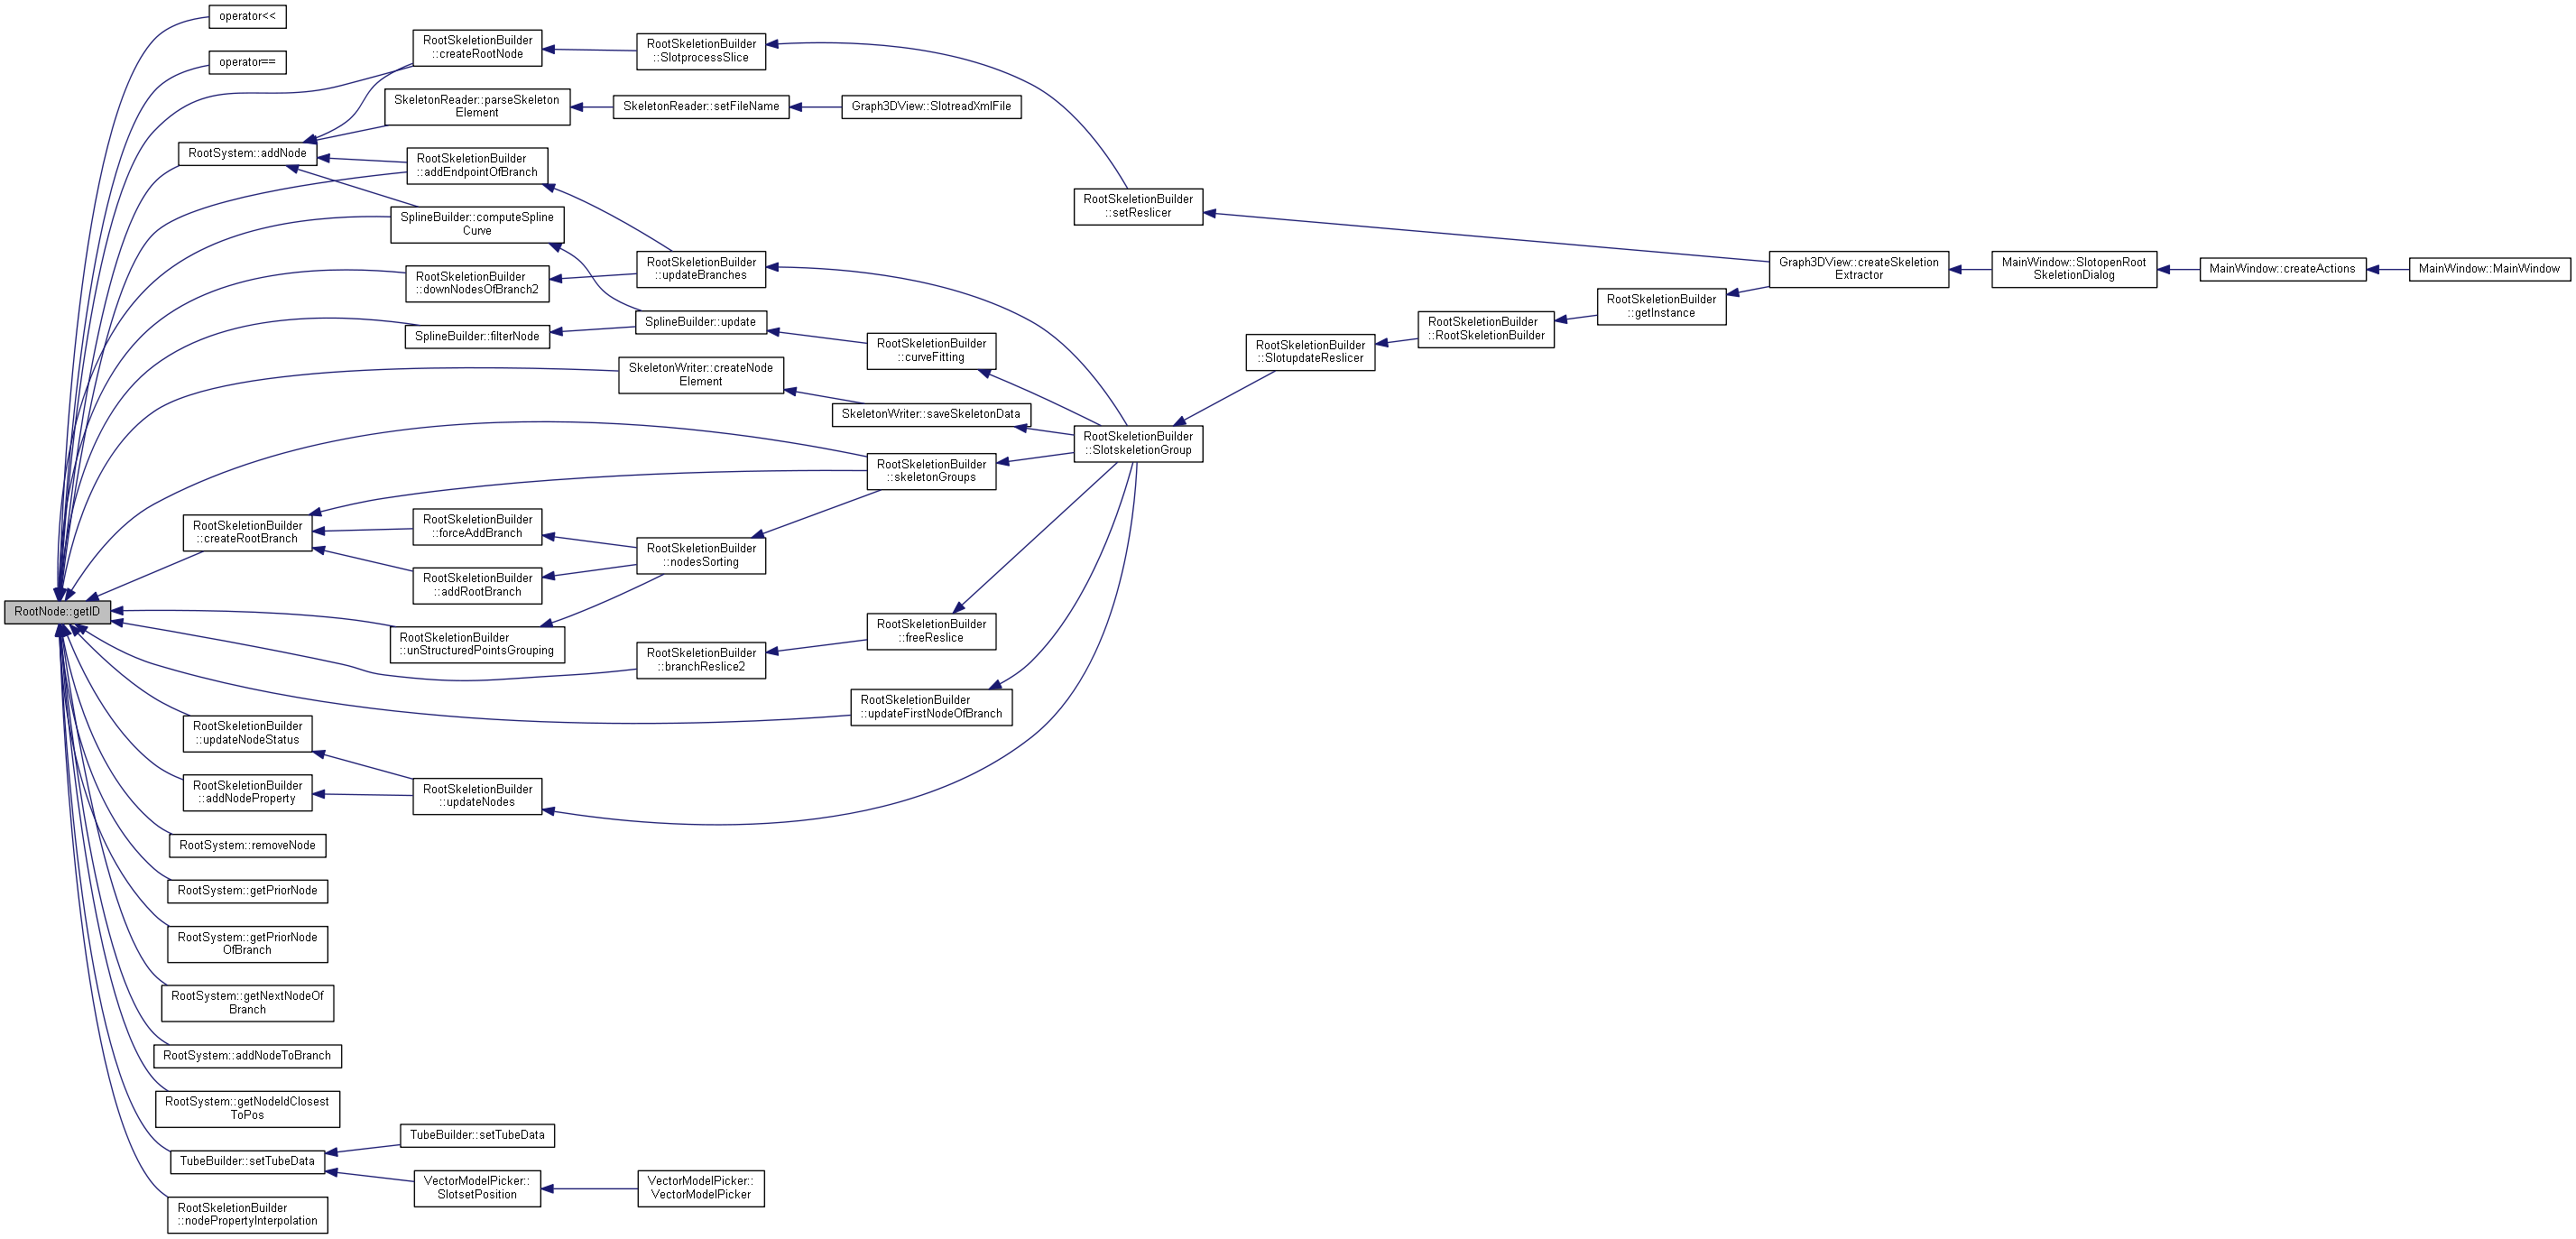 operator<<
operator==
RootSkeletionBuilder
::createRootNode
RootSkeletionBuilder
::SlotprocessSlice
SkeletonReader::parseSkeleton
Element
SkeletonReader::setFileName
Graph3DView::SlotreadXmlFile
RootSystem::addNode
RootSkeletionBuilder
::addEndpointOfBranch
SplineBuilder::computeSpline
Curve
RootSkeletionBuilder
::setReslicer
RootSkeletionBuilder
::downNodesOfBranch2
RootSkeletionBuilder
::updateBranches
Graph3DView::createSkeletion
Extractor
MainWindow::SlotopenRoot
SkeletionDialog
MainWindow::createActions
MainWindow::MainWindow
SplineBuilder::filterNode
SplineBuilder::update
RootSkeletionBuilder
::curveFitting
RootSkeletionBuilder
::SlotupdateReslicer
RootSkeletionBuilder
::RootSkeletionBuilder
RootSkeletionBuilder
::getInstance
SkeletonWriter::createNode
Element
SkeletonWriter::saveSkeletonData
RootSkeletionBuilder
::SlotskeletionGroup
RootSkeletionBuilder
::skeletonGroups
RootSkeletionBuilder
::createRootBranch
RootSkeletionBuilder
::forceAddBranch
RootSkeletionBuilder
::nodesSorting
RootSkeletionBuilder
::addRootBranch
RootNode::getID
RootSkeletionBuilder
::unStructuredPointsGrouping
RootSkeletionBuilder
::branchReslice2
RootSkeletionBuilder
::freeReslice
RootSkeletionBuilder
::updateFirstNodeOfBranch
RootSkeletionBuilder
::updateNodeStatus
RootSkeletionBuilder
::addNodeProperty
RootSkeletionBuilder
::updateNodes
RootSystem::removeNode
RootSystem::getPriorNode
RootSystem::getPriorNode
OfBranch
RootSystem::getNextNodeOf
Branch
RootSystem::addNodeToBranch
RootSystem::getNodeIdClosest
ToPos
TubeBuilder::setTubeData
TubeBuilder::setTubeData
VectorModelPicker::
SlotsetPosition
VectorModelPicker::
VectorModelPicker
RootSkeletionBuilder
::nodePropertyInterpolation